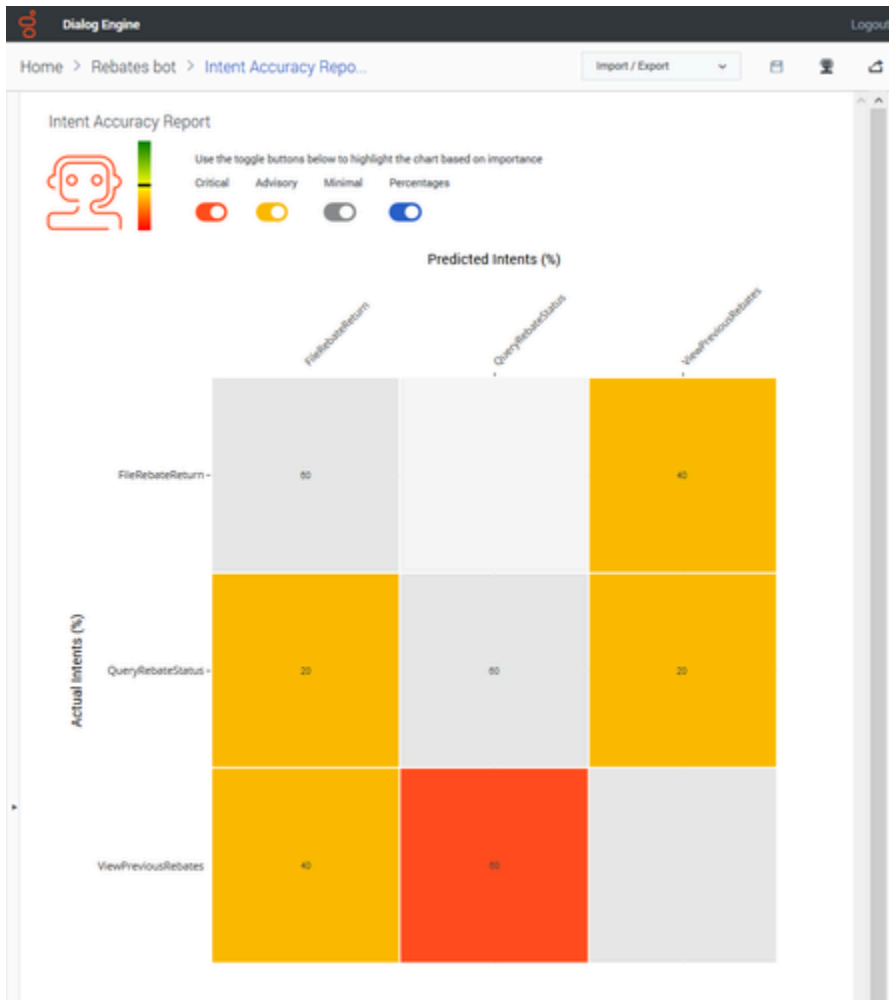 Dialog Engine
Logout
Home > Rebates bot > Intent Accuracy Repo...
Import / Export
Intent Accuracy Report
Use the toggle buttons below to highlight the chart based on importance
Critical Advisory Minimal Percentages
Predicted Intents (%)
FileRebateReturn QueryRebateStatus ViewPreviousRebates
Actual Intents (%)
FileRebateReturn 60 40
QueryRebateStatus 20 60 20
ViewPreviousRebates 40 60